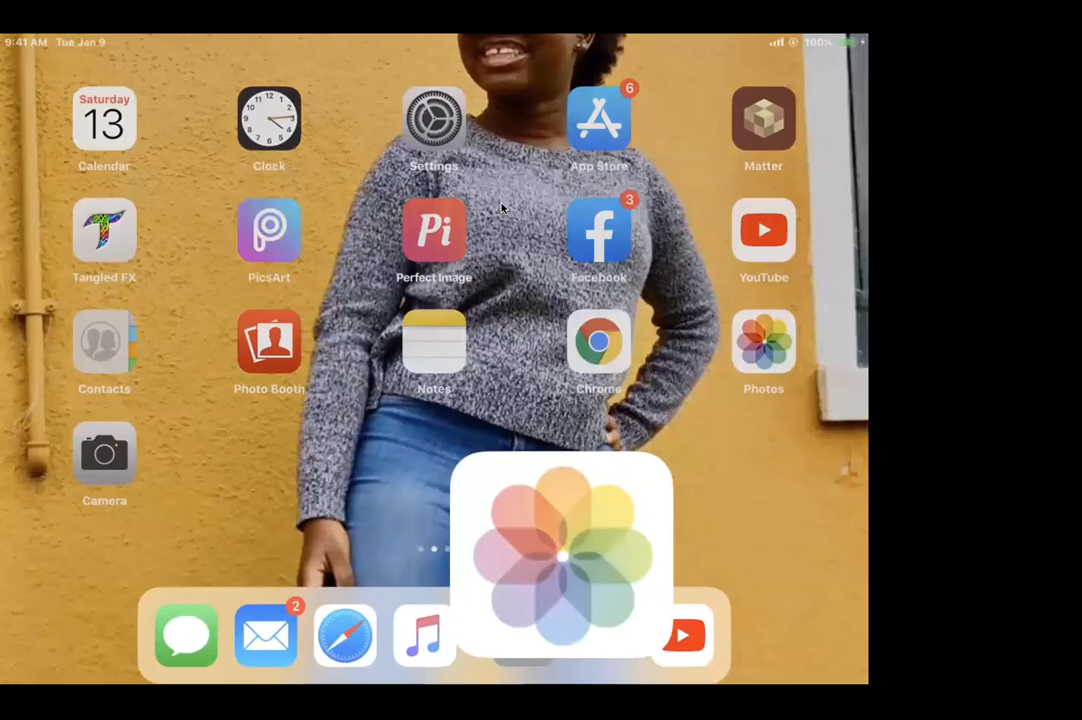 9:41 AM Tue Jan 9 100%
6
Saturday
13
Calendar Clock Settings App Store Matter
3
Pi
Tangled FX PicsArt Perfect Image Facebook YouTube
Contacts Photo Booth Notes Chrome Photos
Camera
2